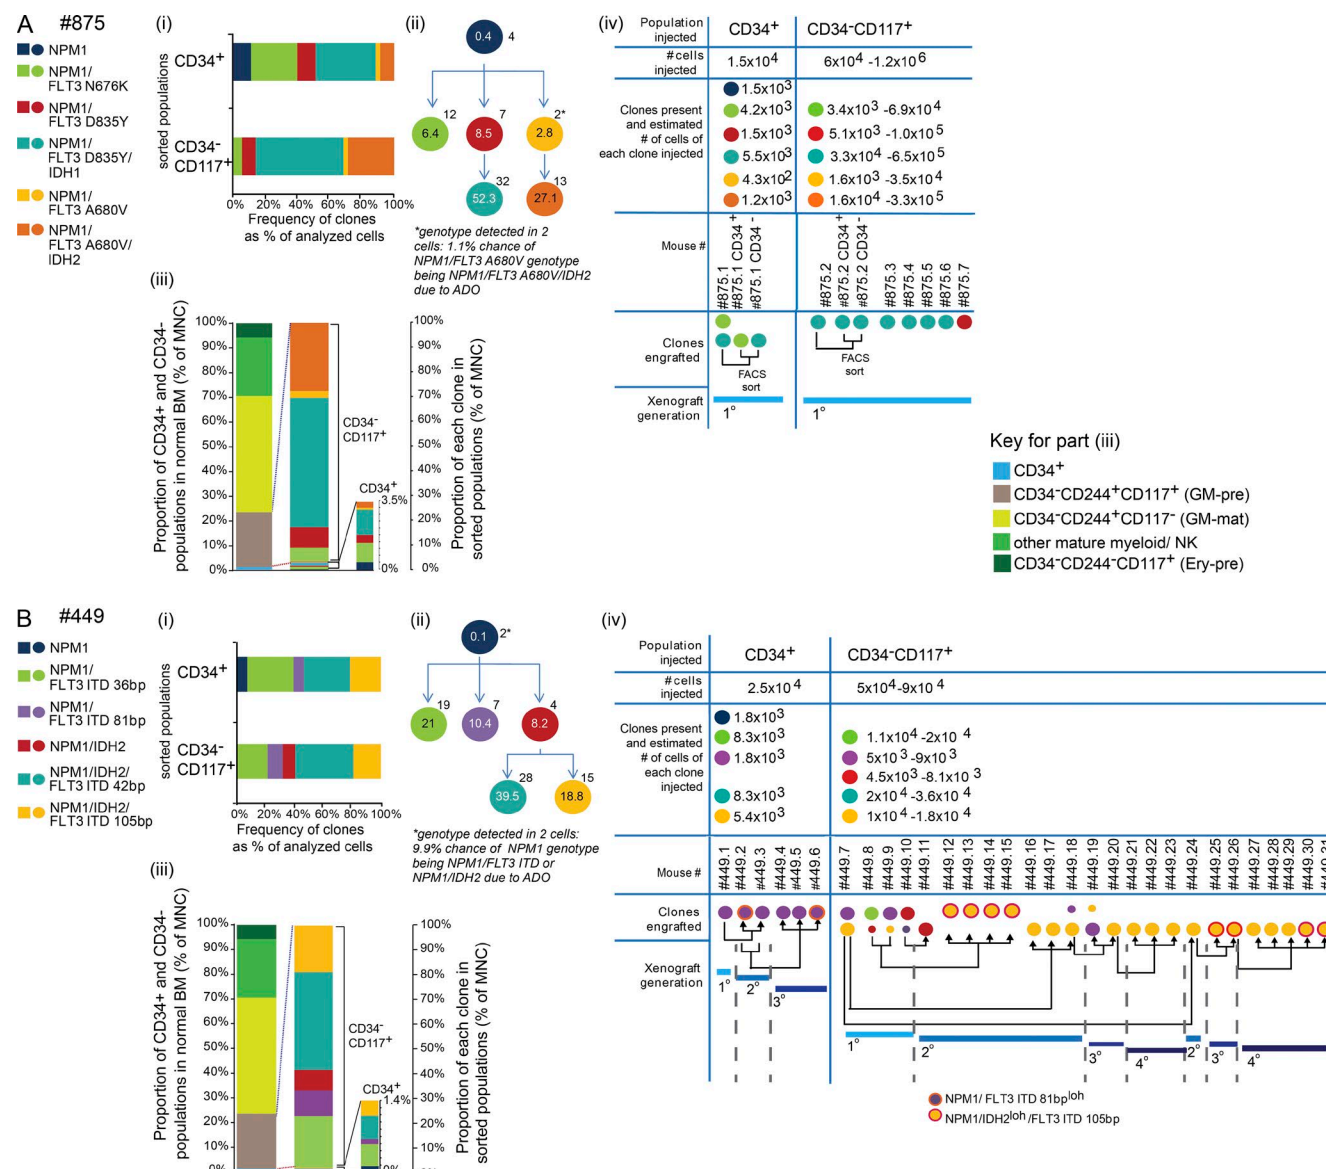 A #875
NPM1
NPM1/
FLT3 N676K
NPM1/
FLT3 D835Y
NPM1/
FLT3 D835Y/
IDH1
NPM1/
FLT3 A680V
NPM1/
FLT3 A680V/
IDH2
(i)
sorted populations
CD34+
CD34-
CD117+
0% 20% 40% 60% 80% 100%
Frequency of clones
as % of analyzed cells
(ii)
0.4 4
12 7 2*
6.4 8.5 2.8
32 13
52.3 27.1
*genotype detected in 2
cells: 1.1% chance of
NPM1/FLT3 A680V genotype
being NPM1/FLT3 A680V/IDH2
due to ADO
(iii)
Proportion of CD34+ and CD34-
populations in normal BM (% of MNC)
100%
90%
80%
70%
60%
50%
40%
30%
20%
10%
0%
CD34-
CD117+
CD34+
3.5%
0%
100%
90%
80%
70%
60%
50%
40%
30%
20%
10%
0%
Proportion of each clone in
sorted populations (% of MNC)
(iv)
Population
injected
CD34+ CD34-CD117+
# cells
injected
1.5x10⁴ 6x10⁴ -1.2x10⁶
Clones present
and estimated
# of cells of
each clone injected
1.5x10³
4.2x10³ 3.4x10³ -6.9x10⁴
1.5x10³ 5.1x10³ -1.0x10⁵
5.5x10³ 3.3x10⁴ -6.5x10⁵
4.3x10² 1.6x10³ -3.5x10⁴
1.2x10³ 1.6x10⁴ -3.3x10⁵
Mouse #
#875.1
#875.1 CD34+
#875.1 CD34-
#875.2
#875.2 CD34+
#875.2 CD34-
#875.3
#875.4
#875.5
#875.6
#875.7
Clones
engrafted
FACS
sort
FACS
sort
Xenograft
generation
1° 1°
Key for part (iii)
CD34+
CD34-CD244+CD117+ (GM-pre)
CD34-CD244+CD117- (GM-mat)
other mature myeloid/ NK
CD34-CD244-CD117+ (Ery-pre)
B #449
NPM1
NPM1/
FLT3 ITD 36bp
NPM1/
FLT3 ITD 81bp
NPM1/IDH2
NPM1/IDH2/
FLT3 ITD 42bp
NPM1/IDH2/
FLT3 ITD 105bp
(i)
sorted populations
CD34+
CD34-
CD117+
0% 20% 40% 60% 80% 100%
Frequency of clones
as % of analyzed cells
(ii)
0.1 2*
19 7 4
21 10.4 8.2
28 15
39.5 18.8
*genotype detected in 2 cells:
9.9% chance of NPM1 genotype
being NPM1/FLT3 ITD or
NPM1/IDH2 due to ADO
(iii)
Proportion of CD34+ and CD34-
populations in normal BM (% of MNC)
100%
90%
80%
70%
60%
50%
40%
30%
20%
10%
0%
CD34-
CD117+
CD34+
1.4%
0%
100%
90%
80%
70%
60%
50%
40%
30%
20%
10%
Proportion of each clone in
sorted populations (% of MNC)
(iv)
Population
injected
CD34+ CD34-CD117+
# cells
injected
2.5x10⁴ 5x10⁴-9x10⁴
Clones present
and estimated
# of cells of
each clone
injected
1.8x10³
8.3x10³ 1.1x10⁴ -2x10⁴
1.8x10³ 5x10³ -9x10³
4.5x10³ -8.1x10³
8.3x10³ 2x10⁴ -3.6x10⁴
5.4x10³ 1x10⁴ -1.8x10⁴
Mouse #
#449.1
#449.2
#449.3
#449.4
#449.5
#449.6
#449.7
#449.8
#449.9
#449.10
#449.11
#449.12
#449.13
#449.14
#449.15
#449.16
#449.17
#449.18
#449.19
#449.20
#449.21
#449.22
#449.23
#449.24
#449.25
#449.26
#449.27
#449.28
#449.29
#449.30
Clones
engrafted
Xenograft
generation
1° 2° 3°
1° 2° 3° 4° 2° 3° 4°
NPM1/ FLT3 ITD 81bp loh
NPM1/IDH2 loh /FLT3 ITD 105bp